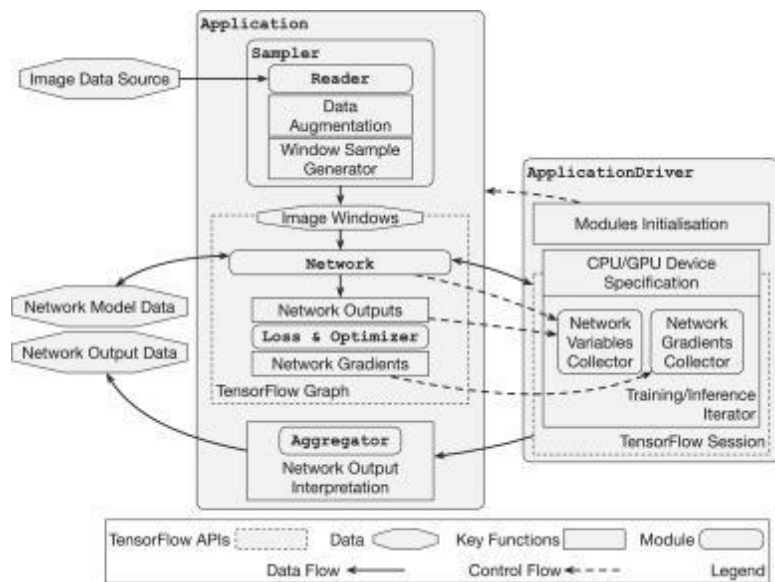 Application
Sampler
Image Data Source
Reader
Data
Augmentation
Window Sample
Generator
Image Windows
Network
Network Model Data
Network Outputs
Loss & Optimizer
Network Output Data
Network Gradients
TensorFlow Graph
Aggregator
Network Output
Interpretation
ApplicationDriver
Modules Initialisation
CPU/GPU Device
Specification
Network
Variables
Collector
Network
Gradients
Collector
Training/Inference
Iterator
TensorFlow Session
TensorFlow APIs
Data
Key Functions
Module
Data Flow
Control Flow
Legend